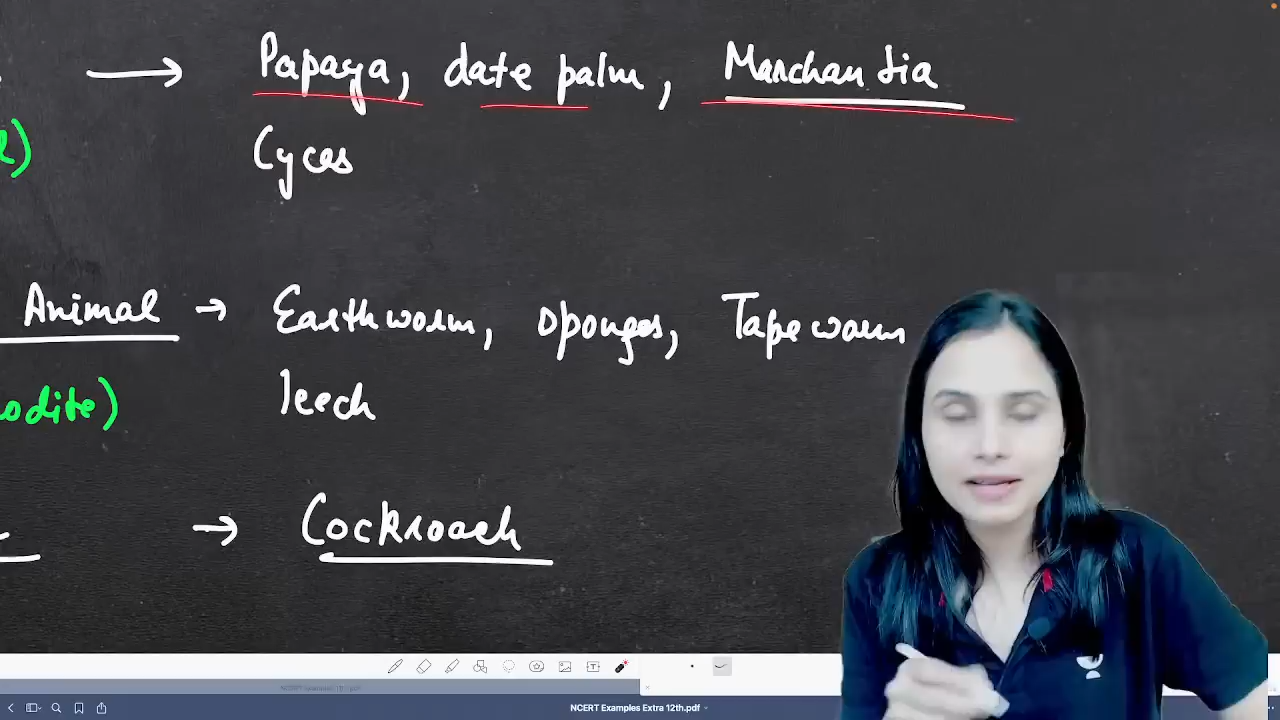 → Papaya, date palm, Marchantia
Cycas
Animal → Earthworm, sponges, Tapeworm
odite) leech
→ Cockroach
NCERT Examples Extra 12th.pdf